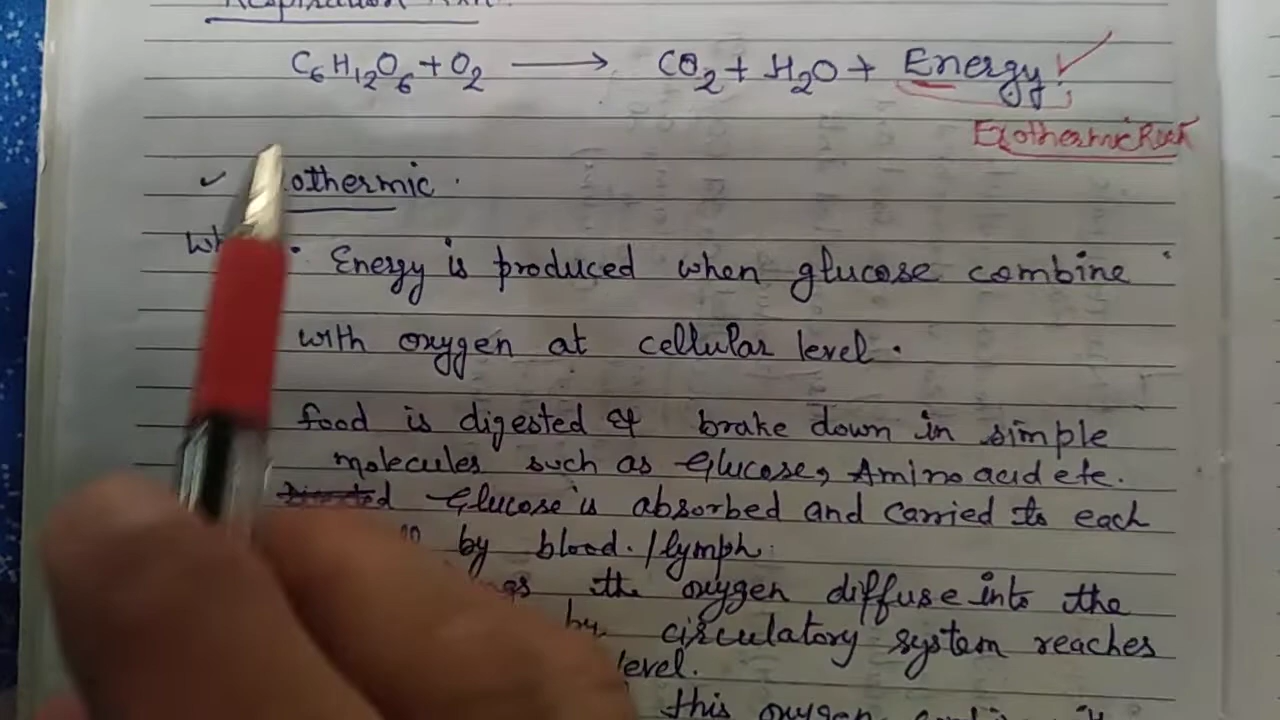 C6H12O6 + O2 ⟶ CO2 + H2O + Energy ✓
Exothermic
✓ othermic.
• Energy is produced when glucose combine
with oxygen at cellular level.
food is digested & brake down in simple
molecules such as Glucose, Amino acid etc.
Glucose is absorbed and carried to each
by blood. / lymph.
the oxygen diffuse into the
by circulatory system reaches
level.
this oxygen